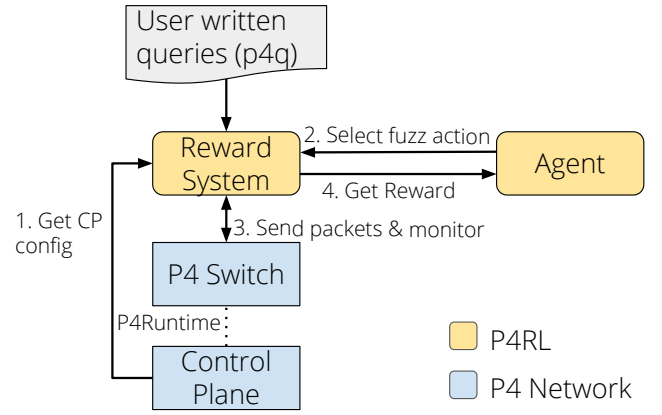 User written
queries (p4q)
2. Select fuzz action
Reward
System
Agent
4. Get Reward
1. Get CP
config
3. Send packets & monitor
P4 Switch
P4Runtime
Control
Plane
P4RL
P4 Network